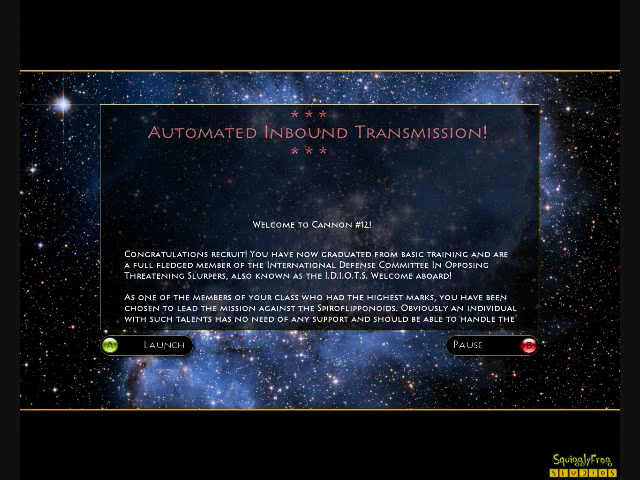 * * *
Automated Inbound Transmission!
* * *
Welcome to Cannon #12!
Congratulations recruit! You have now graduated from basic training and are
a full fledged member of the International Defense Committee In Opposing
Threatening Slurpers, also known as the I.D.I.O.T.S. Welcome aboard!
As one of the members of your class who had the highest marks, you have been
chosen to lead the mission against the Spiroflipponoids. Obviously an individual
with such talents has no need of any support and should be able to handle the
A Launch
Pause B
SquigglyFrog
STUDIOS